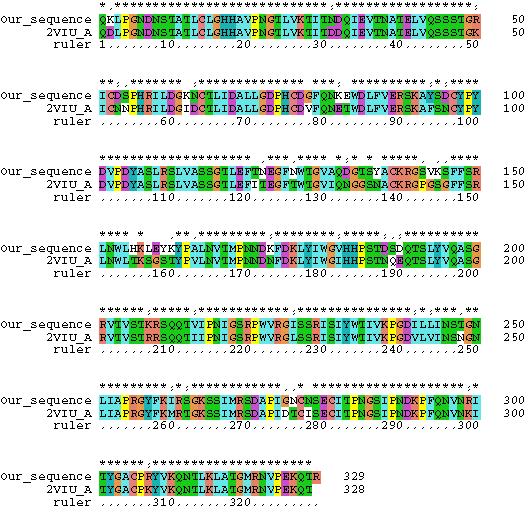 Our_sequence QKLPGNDNSTATLCLGHHAVPNGTLVKTITNDQIEVTNATELVQSSSTGR 50
2VIU_A QDLPGNDNSTATLCLGHHAVPNGTLVKTITDDQIEVTNATELVQSSSTGK 50
ruler 1.......10........20........30........40........50
Our_sequence ICDSPHRILDGKNCTLIDALLGDPHCDGFQNKEWDLFVERSKAYSDCYPY 100
2VIU_A ICNNPHRILDGIDCTLIDALLGDPHCDVFQNETWDLFVERSKAFSNCYPY 100
ruler .........60........70........80........90.......100
Our_sequence DVPDYASLRSLVASSGTLEFTNEGFNWTGVAQDGTSYACKRGSVKSFFSR 150
2VIU_A DVPDYASLRSLVASSGTLEFITEGFTWTGVIQNGGSNACKRGPGSGFFSR 150
ruler ........110.......120.......130.......140.......150
Our_sequence LNWLHKLEYKYPALNVTMPNNDKFDKLYIWGVHHPSTDSDQTSLYVQASG 200
2VIU_A LNWLTKSGSTYPVLNVTMPNNDNFDKLYIWGIHHPSTNQEQTSLYVQASG 200
ruler ........160.......170.......180.......190.......200
Our_sequence RVTVSTKRSQQTVIPNIGSRPWVRGISSRISIYWTIVKPGDILLINSTGN 250
2VIU_A RVTVSTRRSQQTIIPNIGSRPWVRGLSSRISIYWTIVKPGDVLVINSNGN 250
ruler ........210.......220.......230.......240.......250
Our_sequence LIAPRGYFKIRSGKSSIMRSDAPIGNCNSECITPNGSIPNDKPFQNVNRI 300
2VIU_A LIAPRGYFKMRTGKSSIMRSDAPIDTCISECITPNGSIPNDKPFQNVNKI 300
ruler ........260.......270.......280.......290.......300
Our_sequence TYGACPRYVKQNTLKLATGMRNVPEKQTR 329
2VIU_A TYGACPKYVKQNTLKLATGMRNVPEKQT 328
ruler ........310.......320.........